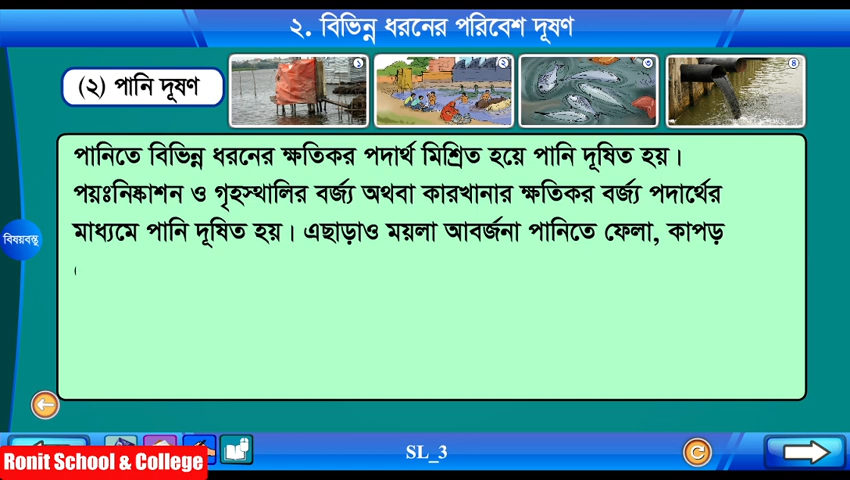 ২. বিভিন্ন ধরনের পরিবেশ দূষণ
(২) পানি দূষণ
১
২
৩
৪
পানিতে বিভিন্ন ধরনের ক্ষতিকর পদার্থ মিশ্রিত হয়ে পানি দূষিত হয়।
পয়ঃনিষ্কাশন ও গৃহস্থালির বর্জ্য অথবা কারখানার ক্ষতিকর বর্জ্য পদার্থের
মাধ্যমে পানি দূষিত হয়। এছাড়াও ময়লা আবর্জনা পানিতে ফেলা, কাপড়
বিষয়বস্তু
SL_3
Ronit School & College